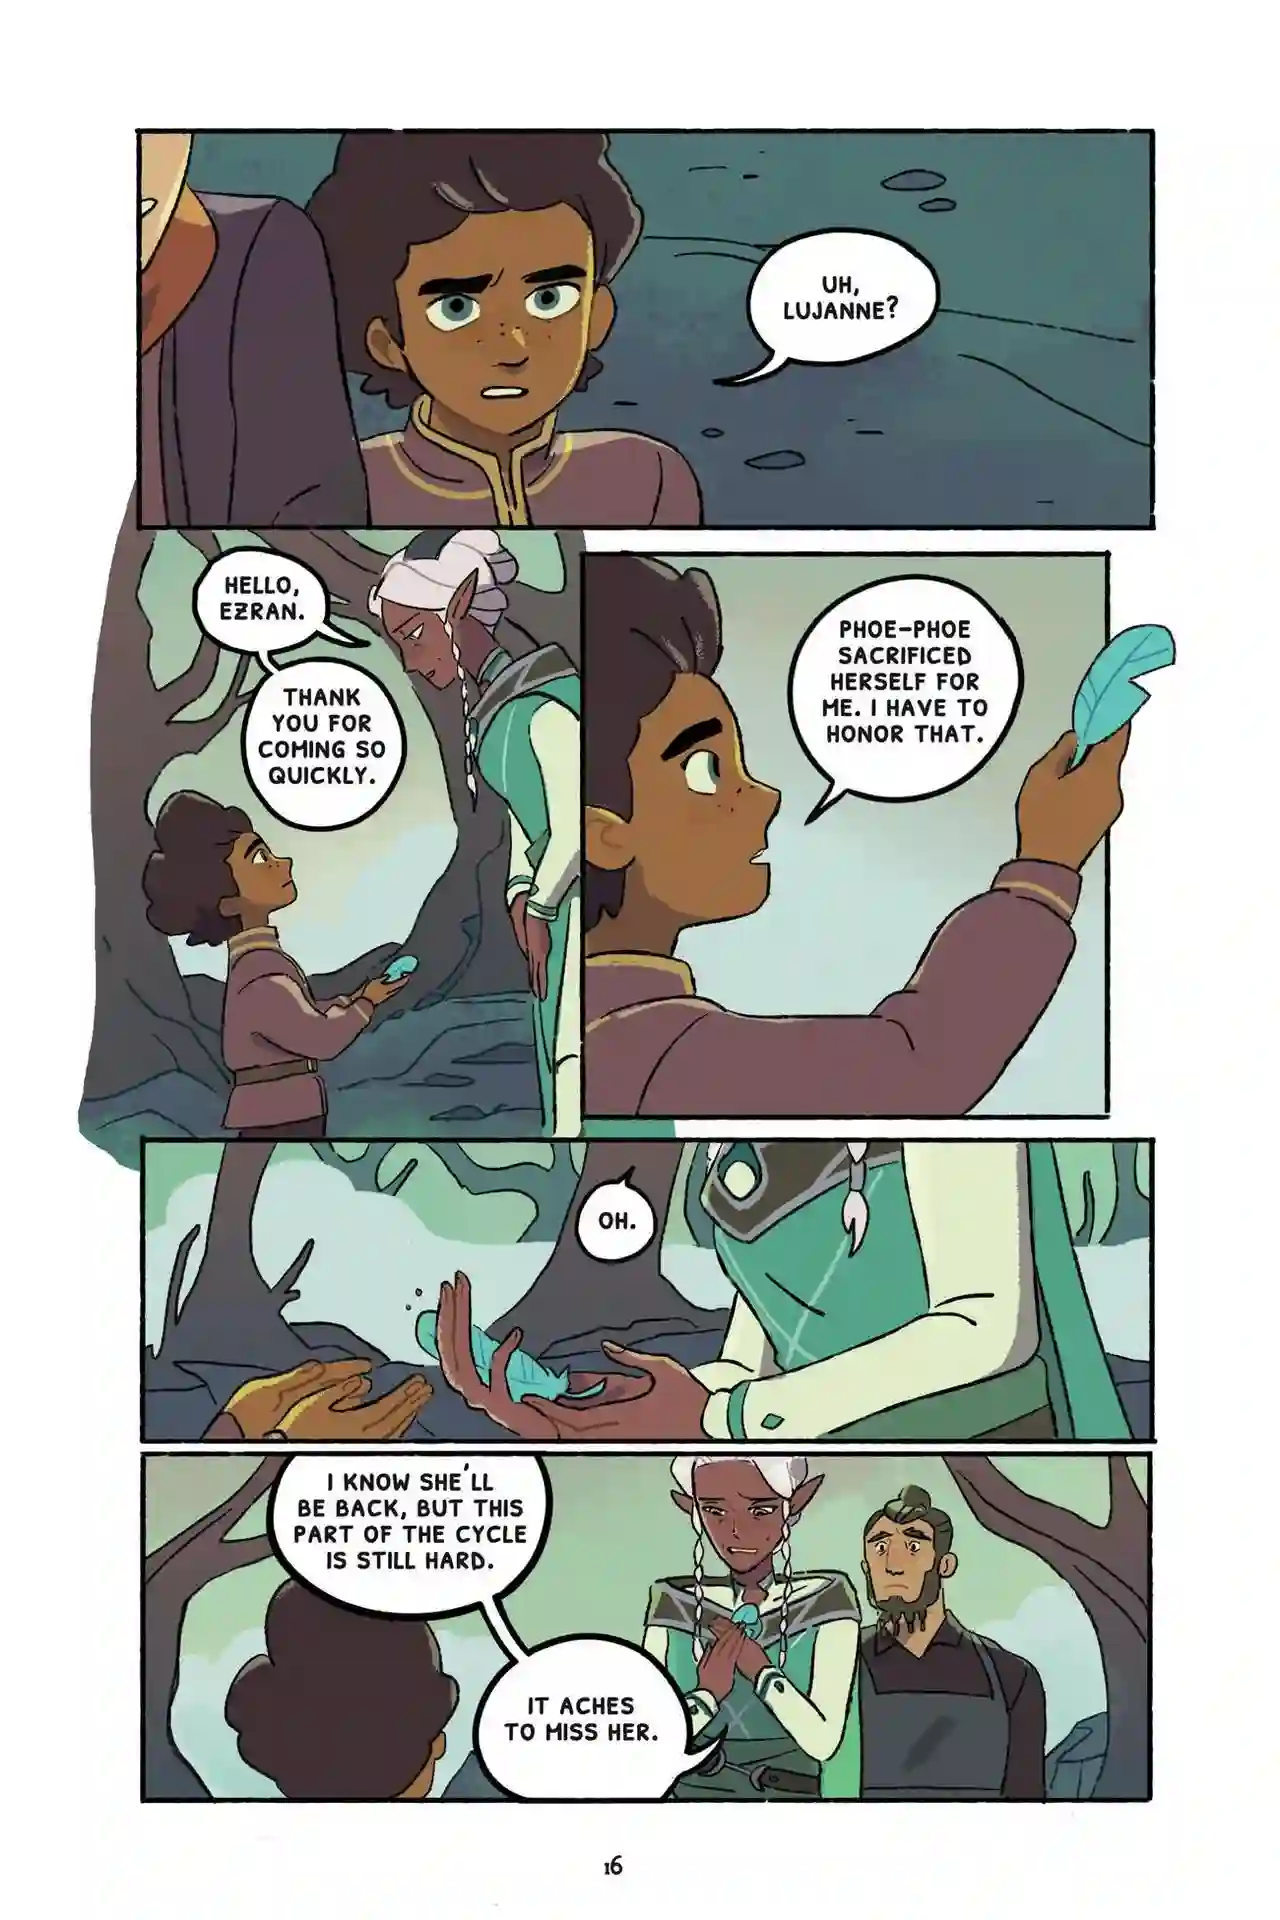 UH,
LUJANNE?
HELLO,
EZRAN.
THANK
YOU FOR
COMING SO
QUICKLY.
PHOE-PHOE
SACRIFICED
HERSELF FOR
ME. I HAVE TO
HONOR THAT.
OH.
I KNOW SHE'LL
BE BACK, BUT THIS
PART OF THE CYCLE
IS STILL HARD.
IT ACHES
TO MISS HER.
16